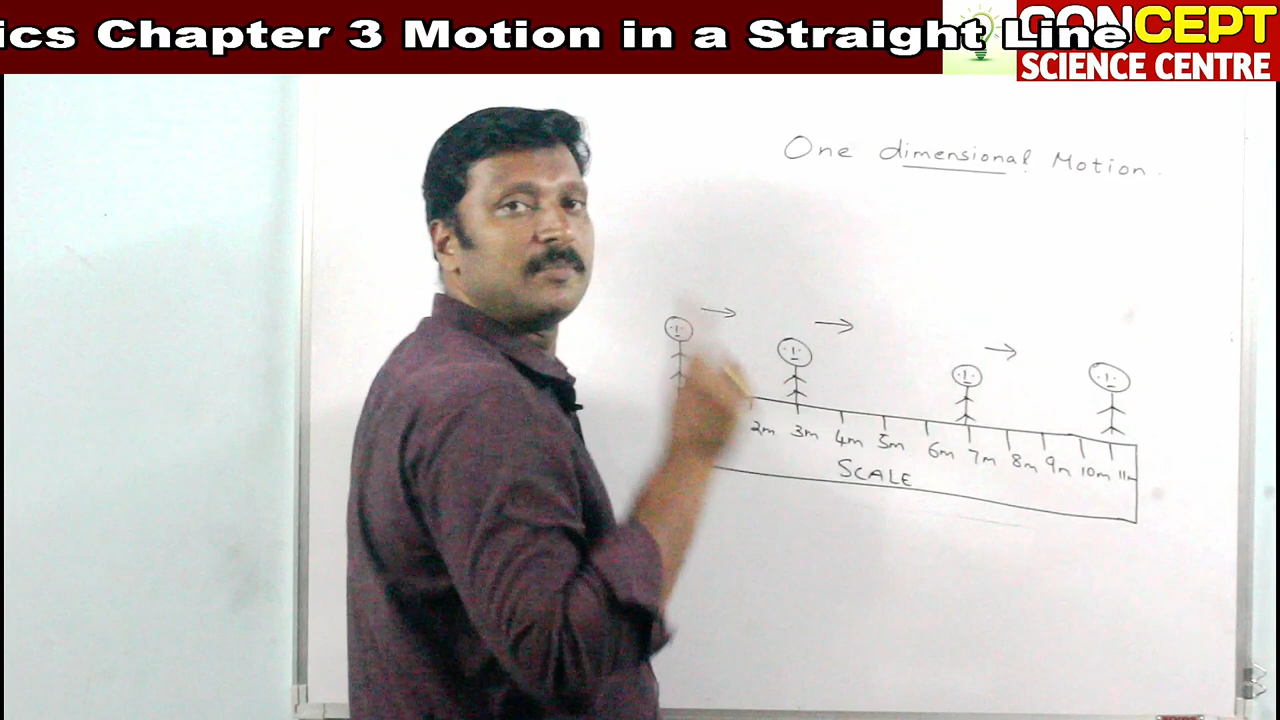 ics Chapter 3 Motion in a Straight Line
CONCEPT
SCIENCE CENTRE
One dimensional Motion.
2m 3m 4m 5m 6m 7m 8m 9m 10m 11m
SCALE